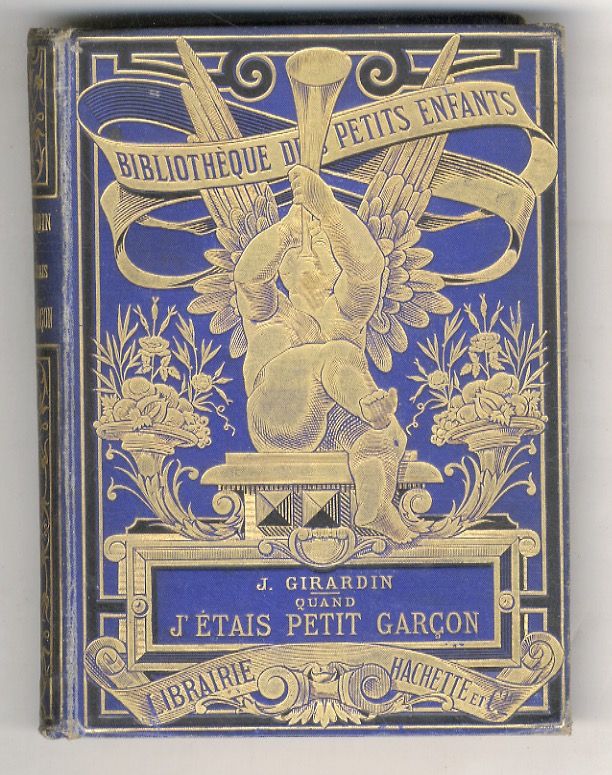 BIBLIOTHÈQUE DES PETITS ENFANTS
J. GIRARDIN
QUAND
J'ÉTAIS PETIT GARÇON
LIBRAIRIE HACHETTE ET Cie